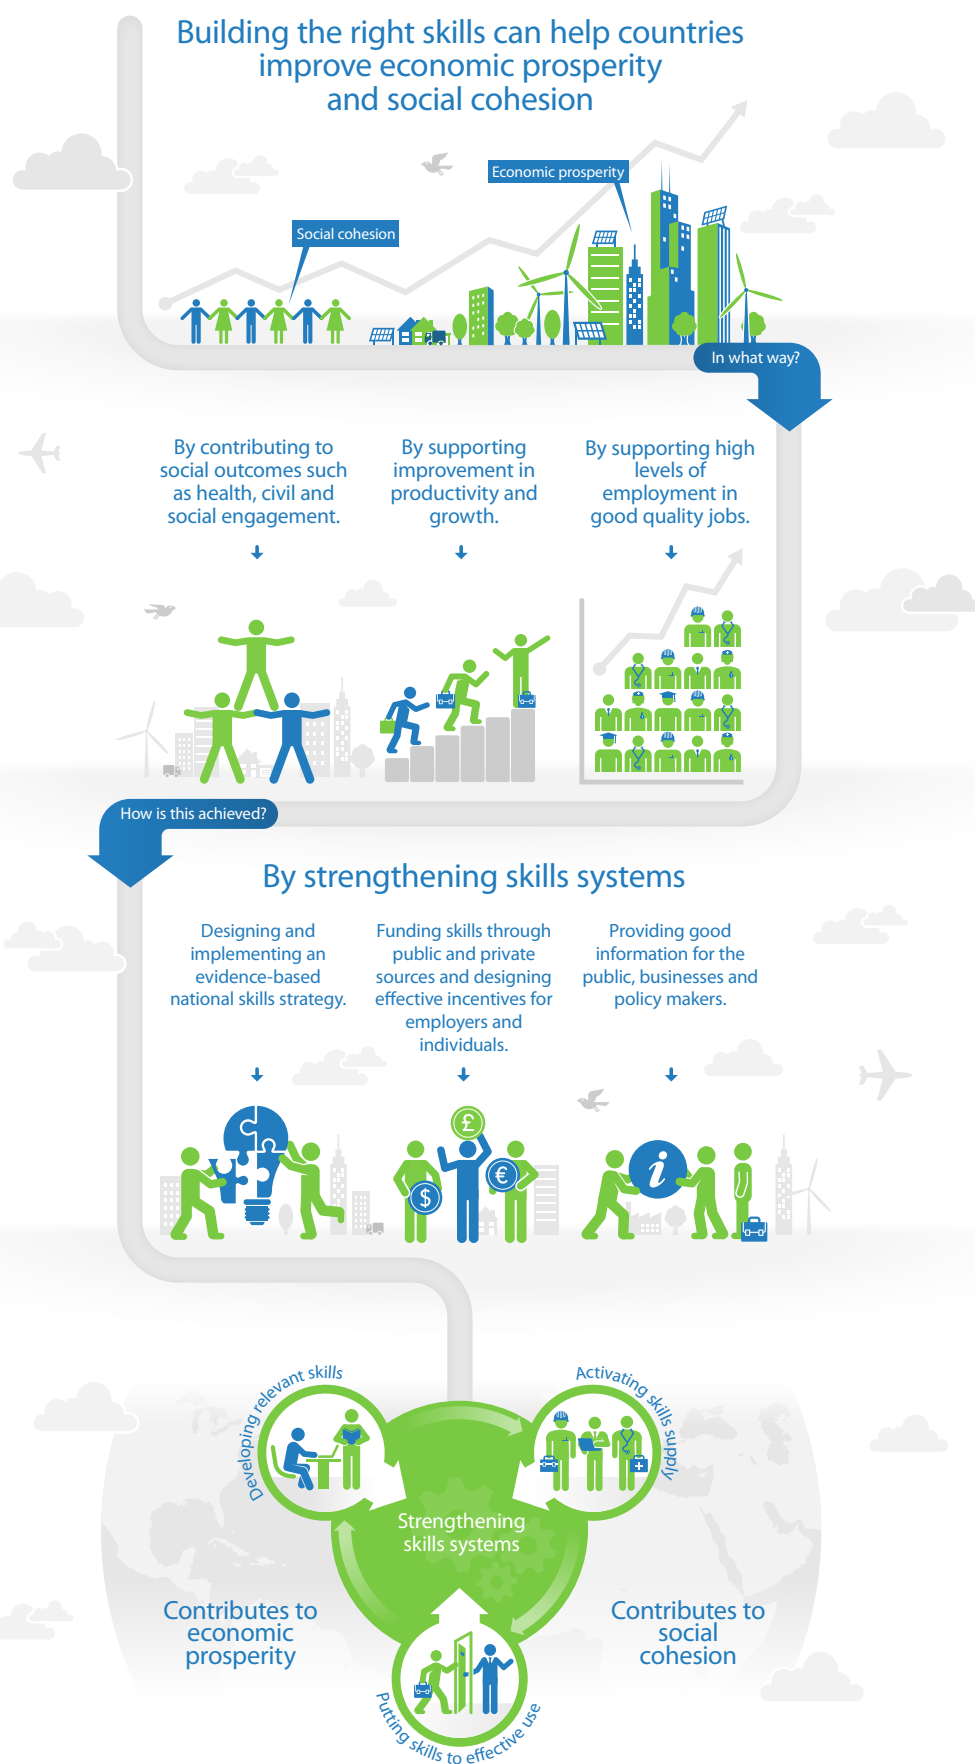 Building the right skills can help countries
improve economic prosperity
and social cohesion
Economic prosperity
Social cohesion
In what way?
By contributing to
social outcomes such
as health, civil and
social engagement.
By supporting
improvement in
productivity and
growth.
By supporting high
levels of
employment in
good quality jobs.
How is this achieved?
By strengthening skills systems
Designing and
implementing an
evidence-based
national skills strategy.
Funding skills through
public and private
sources and designing
effective incentives for
employers and
individuals.
Providing good
information for the
public, businesses and
policy makers.
£
$
€
i
Developing relevant skills
Activating skills supply
Strengthening
skills systems
Contributes to
economic
prosperity
Contributes to
social
cohesion
Putting skills to effective use